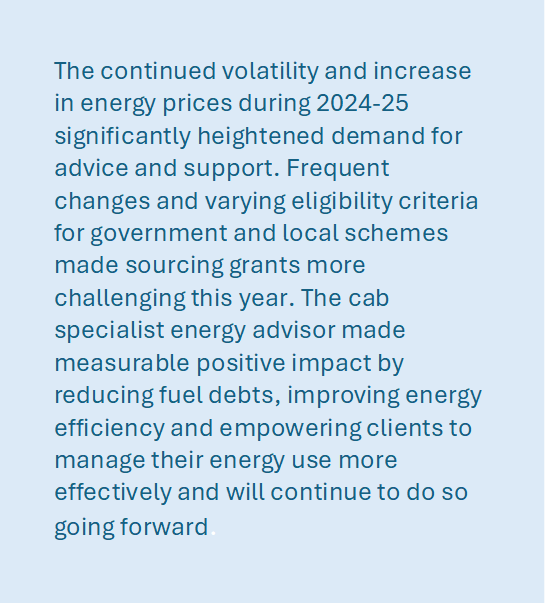 The continued volatility and increase
in energy prices during 2024-25
significantly heightened demand for
advice and support. Frequent
changes and varying eligibility criteria
for government and local schemes
made sourcing grants more
challenging this year. The cab
specialist energy advisor made
measurable positive impact by
reducing fuel debts, improving energy
efficiency and empowering clients to
manage their energy use more
effectively and will continue to do so
going forward.